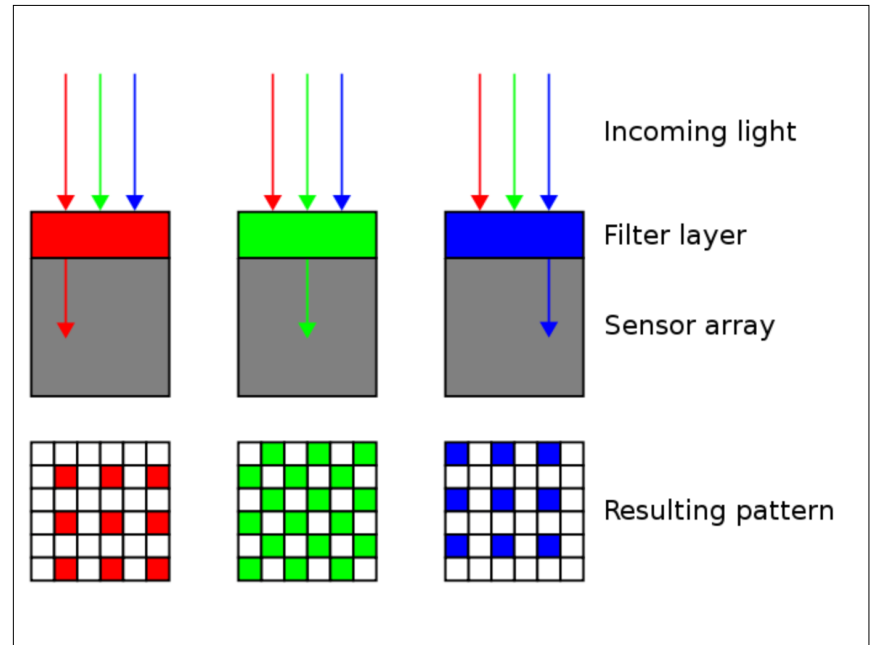 Incoming light
Filter layer
Sensor array
Resulting pattern